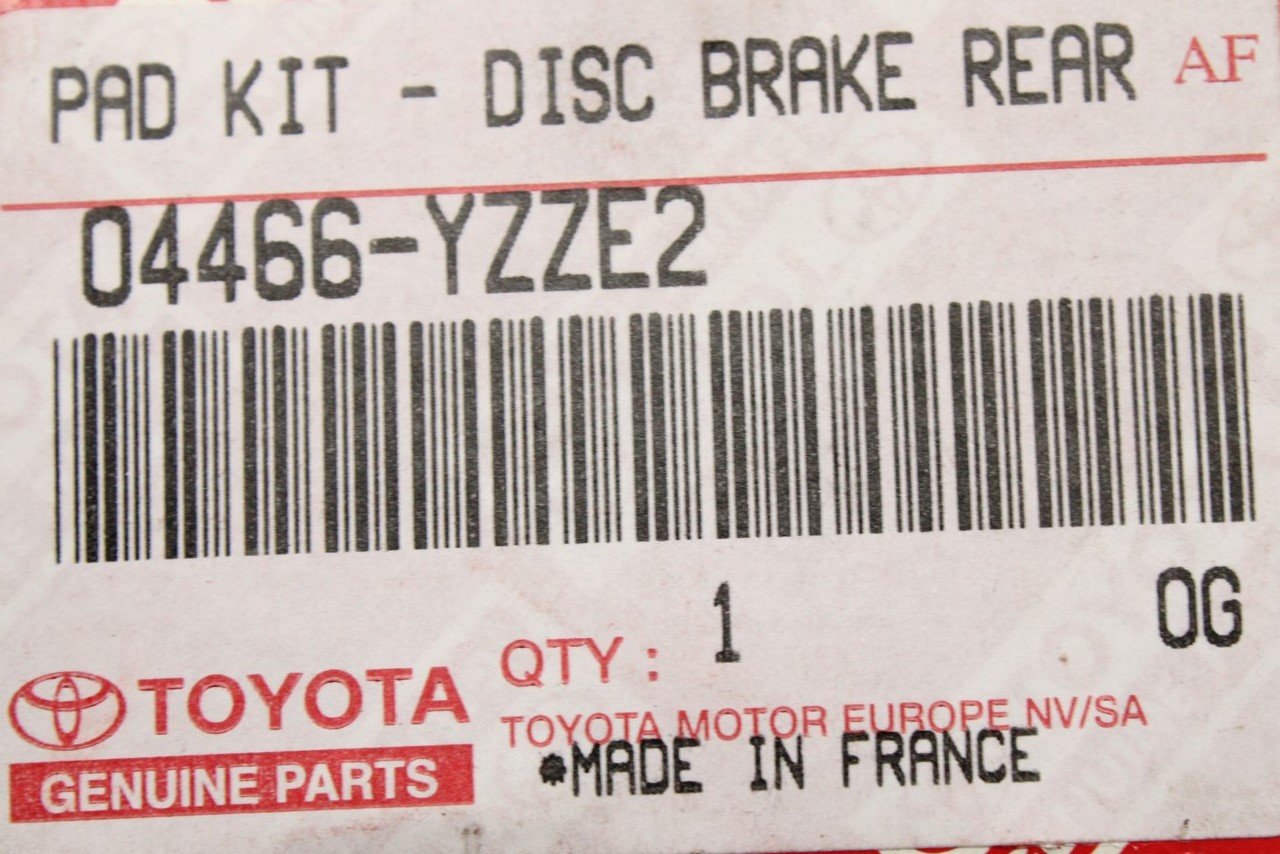 PAD KIT - DISC BRAKE REAR AF
04466-YZZE2
QTY : 1 0G
TOYOTA
GENUINE PARTS
TOYOTA MOTOR EUROPE NV/SA
*MADE IN FRANCE